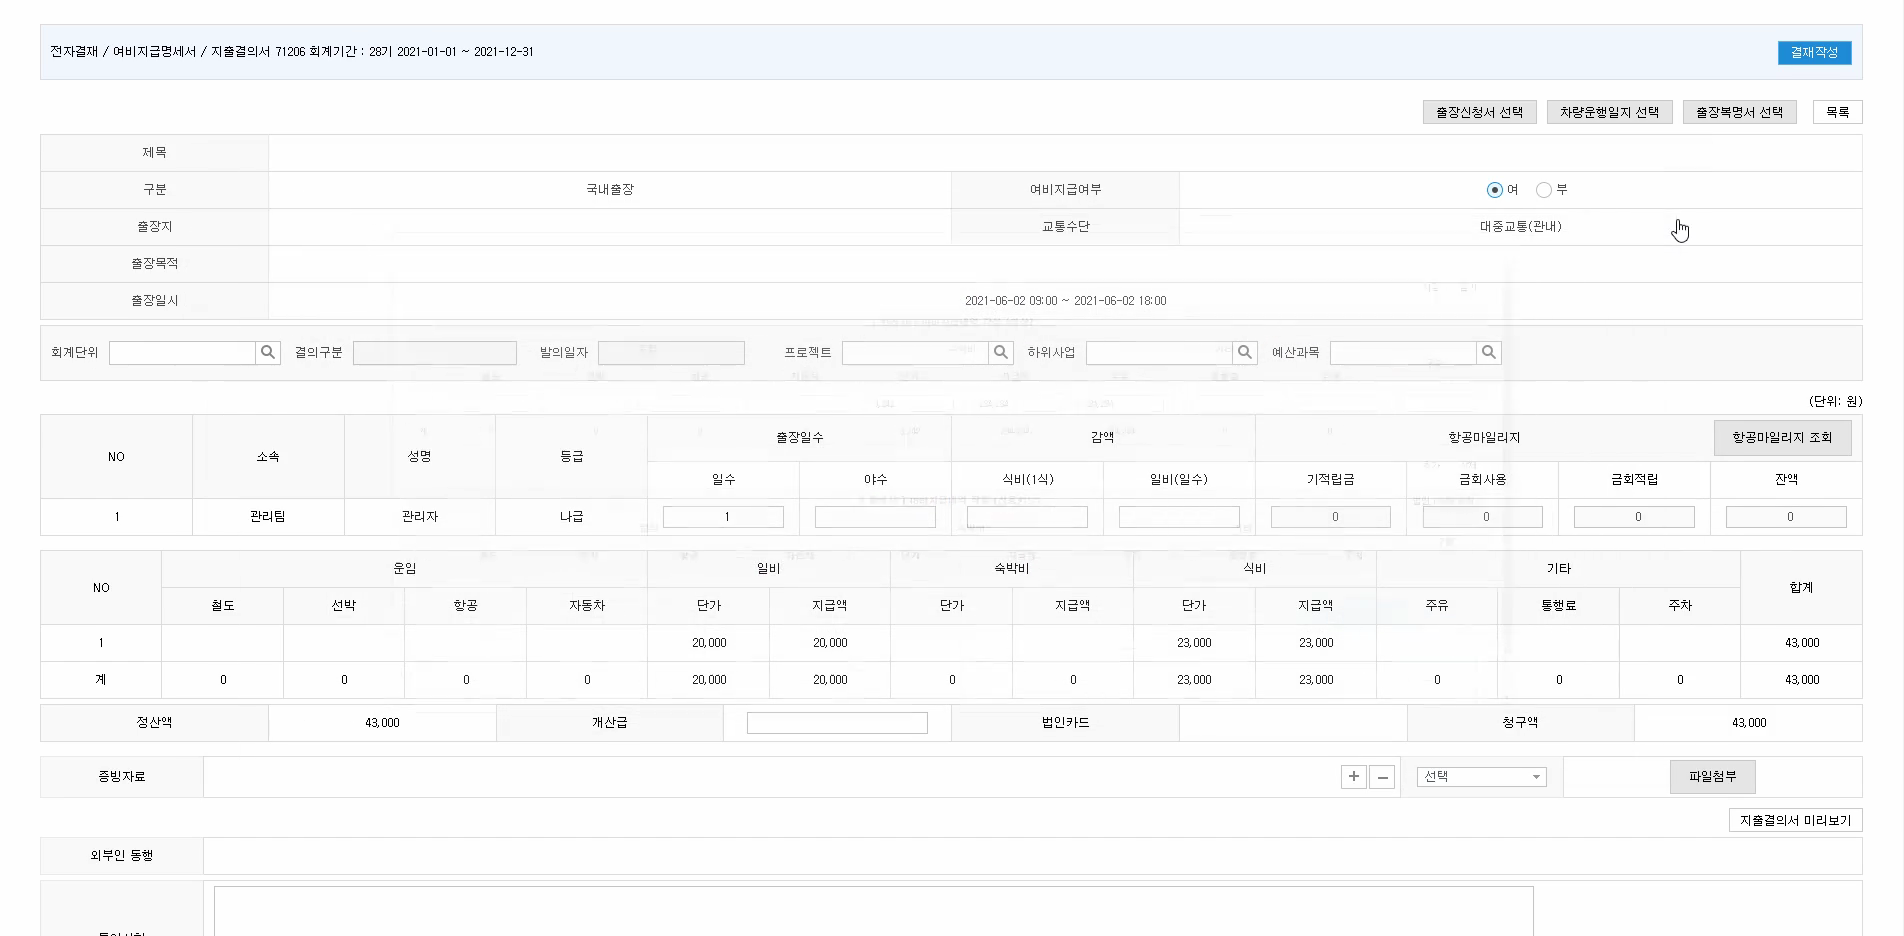 전자결재 / 여비지급명세서 / 지출결의서 71206 회계기간 : 28기 2021-01-01 ~ 2021-12-31
결재작성
출장신청서 선택 차량운행일지 선택 출장복명서 선택 목록
제목
구분 국내출장 여비지급여부 여 부
출장지 교통수단 대중교통(관내)
출장목적
출장일시 2021-06-02 09:00 ~ 2021-06-02 18:00
회계단위 결의구분 발의일자 프로젝트 하위사업 예산과목
(단위: 원)
NO 소속 성명 등급 출장일수 감액 항공마일리지 항공마일리지 조회
일수 야수 식비(1식) 일비(일수) 기적립금 금회사용 금회적립 잔액
1 관리팀 관리자 나급 1 0 0 0 0
NO 운임 일비 숙박비 식비 기타 합계
철도 선박 항공 자동차 단가 지급액 단가 지급액 단가 지급액 주유 통행료 주차
1 20,000 20,000 23,000 23,000 43,000
계 0 0 0 0 20,000 20,000 0 0 23,000 23,000 0 0 0 43,000
정산액 43,000 개산급 법인카드 청구액 43,000
증빙자료 + - 선택 파일첨부
지출결의서 미리보기
외부인 동행